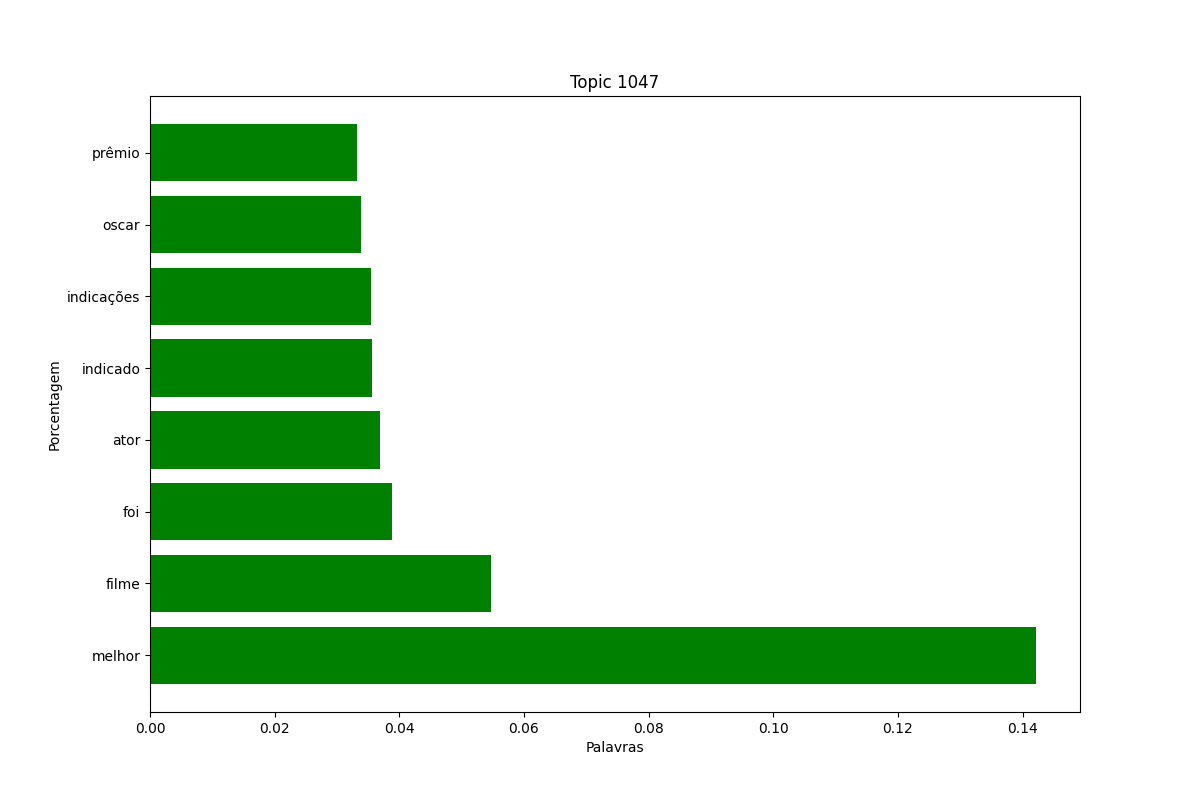 Topic 1047
prêmio
oscar
indicações
indicado
ator
foi
filme
melhor
Porcentagem
0.00 0.02 0.04 0.06 0.08 0.10 0.12 0.14
Palavras